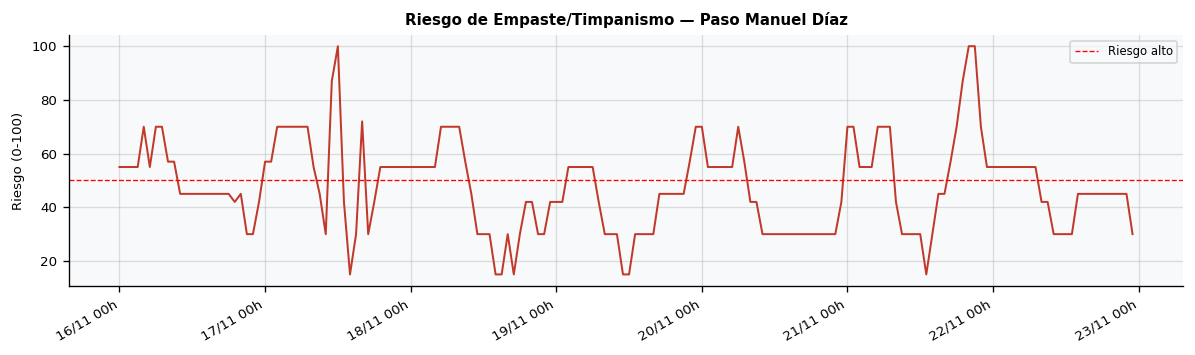 Riesgo de Empaste/Timpanismo — Paso Manuel Díaz
Riesgo alto
Riesgo (0-100)
100
80
60
40
20
16/11 00h
17/11 00h
18/11 00h
19/11 00h
20/11 00h
21/11 00h
22/11 00h
23/11 00h